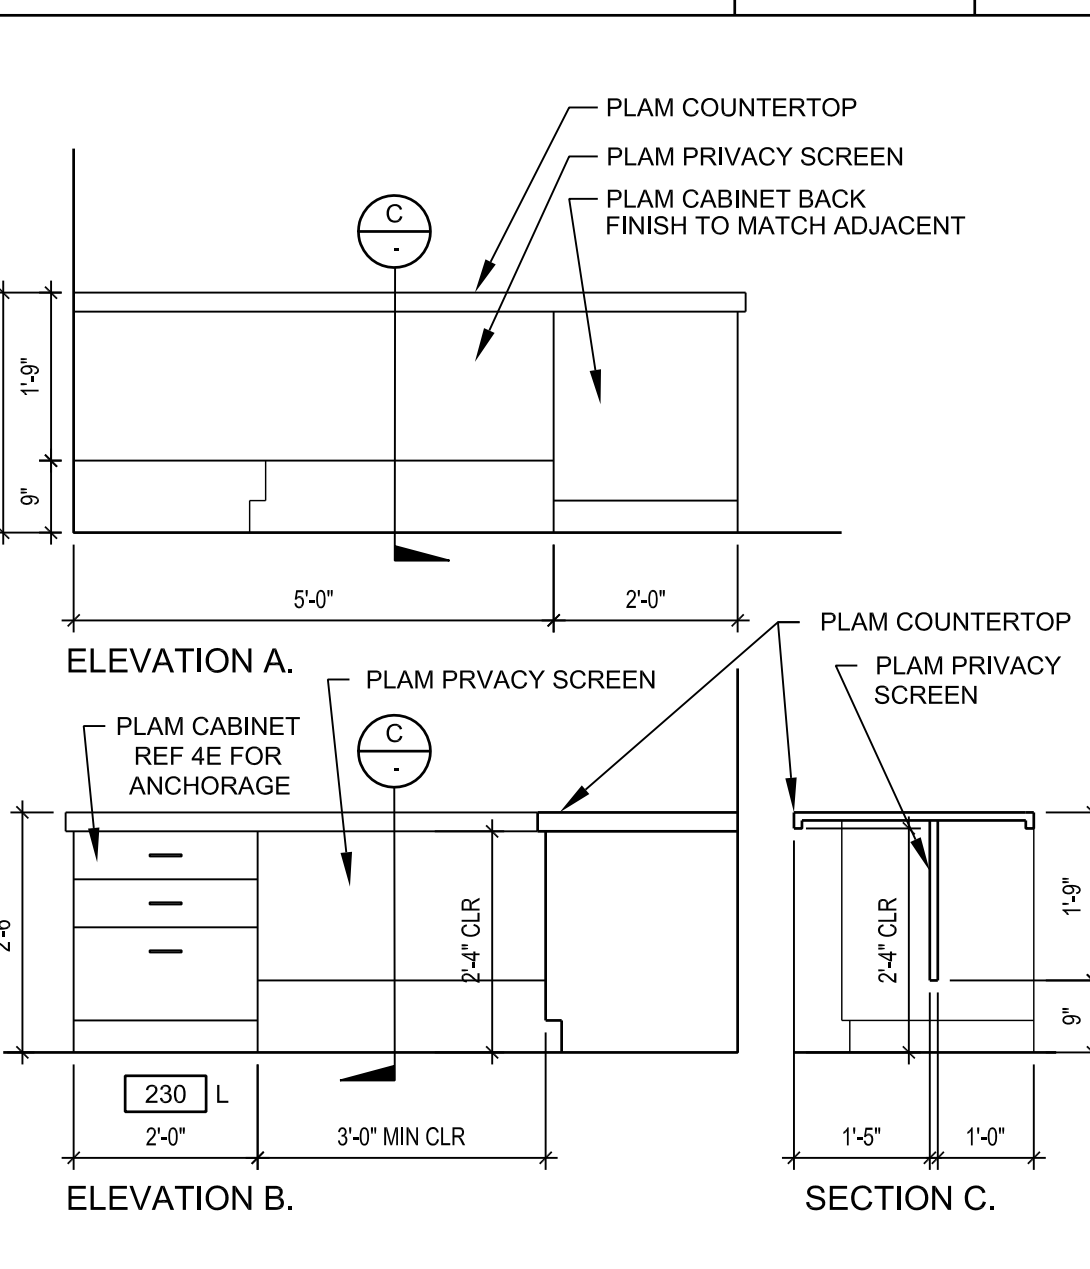 PLAM COUNTERTOP
PLAM PRIVACY SCREEN
PLAM CABINET BACK
FINISH TO MATCH ADJACENT
C
-
1'-9"
9"
5'-0"
2'-0"
ELEVATION A.
PLAM COUNTERTOP
PLAM PRIVACY
SCREEN
PLAM PRVACY SCREEN
PLAM CABINET
REF 4E FOR
ANCHORAGE
C
-
2'-4" CLR
2'-4" CLR
1'-9"
9"
230 L
2'-0"
3'-0" MIN CLR
1'-5"
1'-0"
ELEVATION B.
SECTION C.